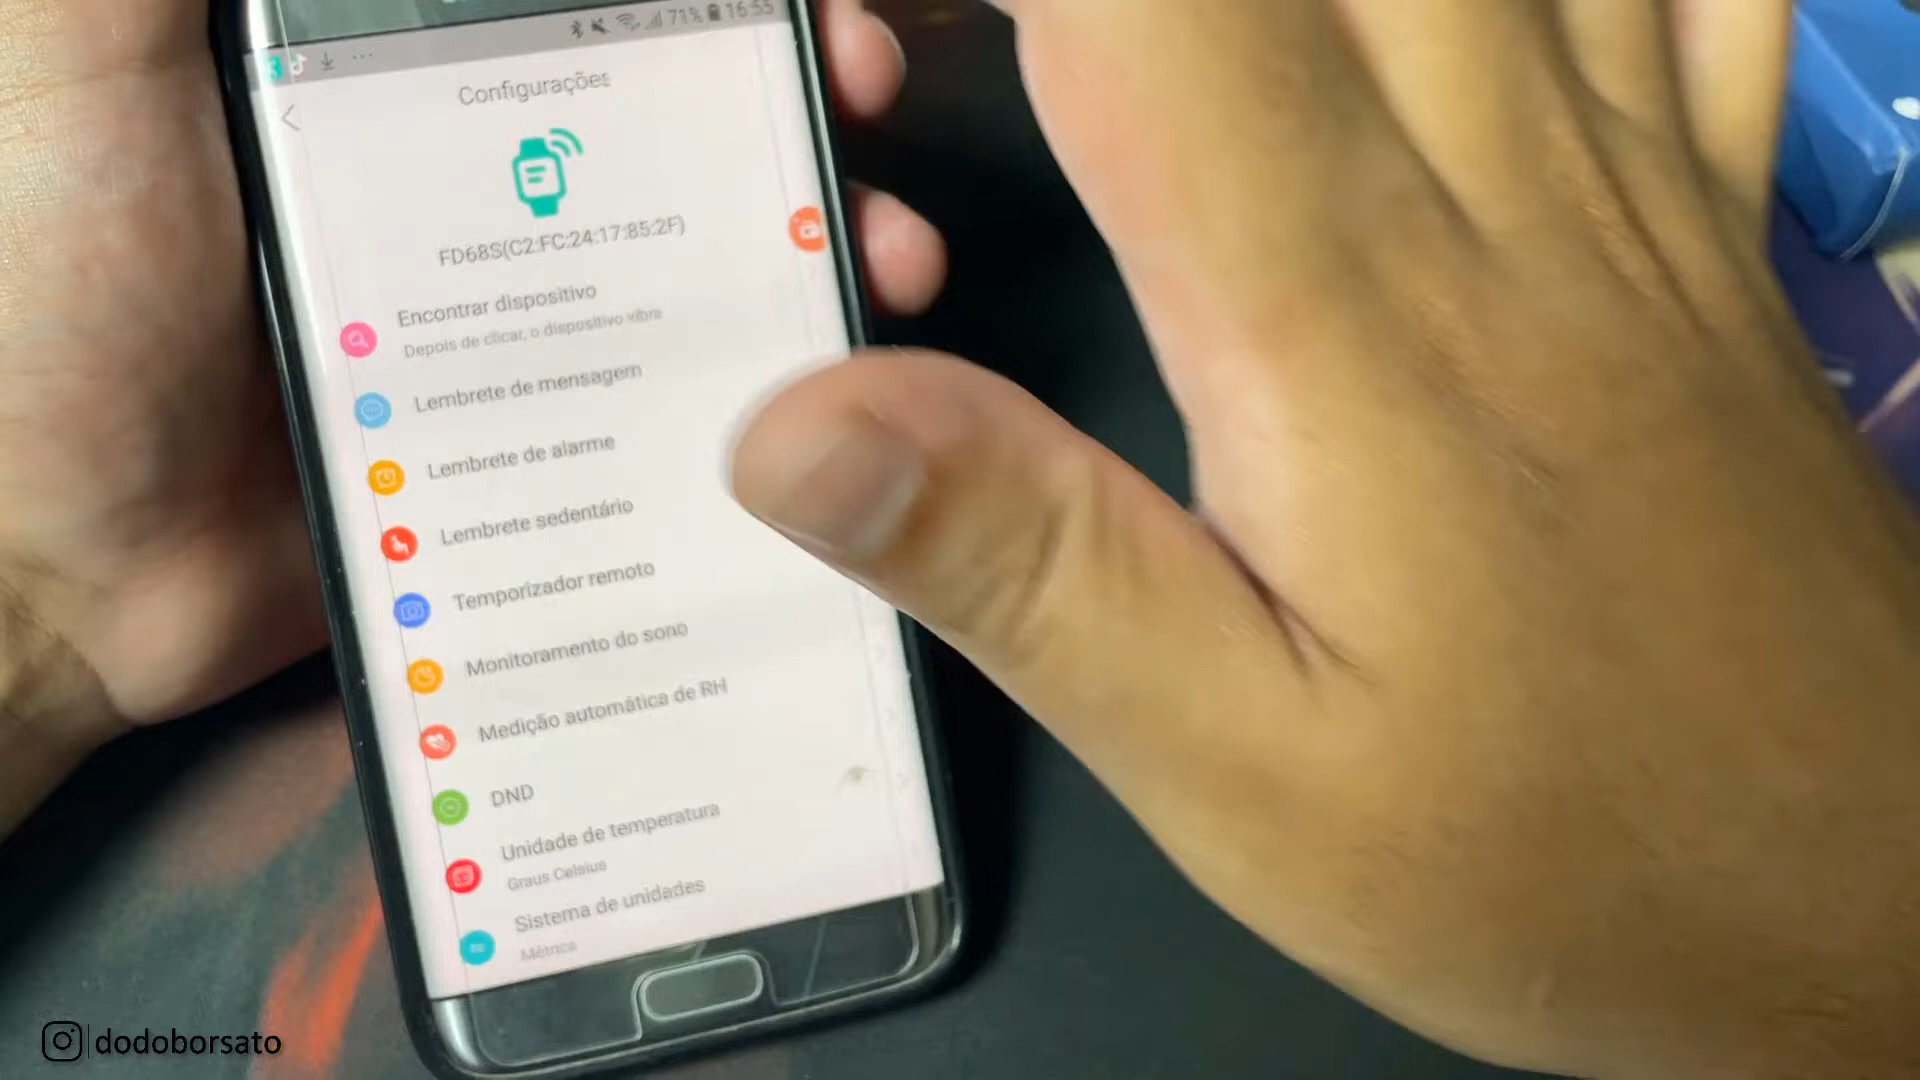 71% 16:55
Configurações
FD68S(C2:FC:24:17:85:2F)
Encontrar dispositivo
Depois de clicar, o dispositivo vibra
Lembrete de mensagem
Lembrete de alarme
Lembrete sedentário
Temporizador remoto
Monitoramento do sono
Medição automática de RH
DND
Unidade de temperatura
Graus Celsius
Sistema de unidades
Métrica
dodoborsato